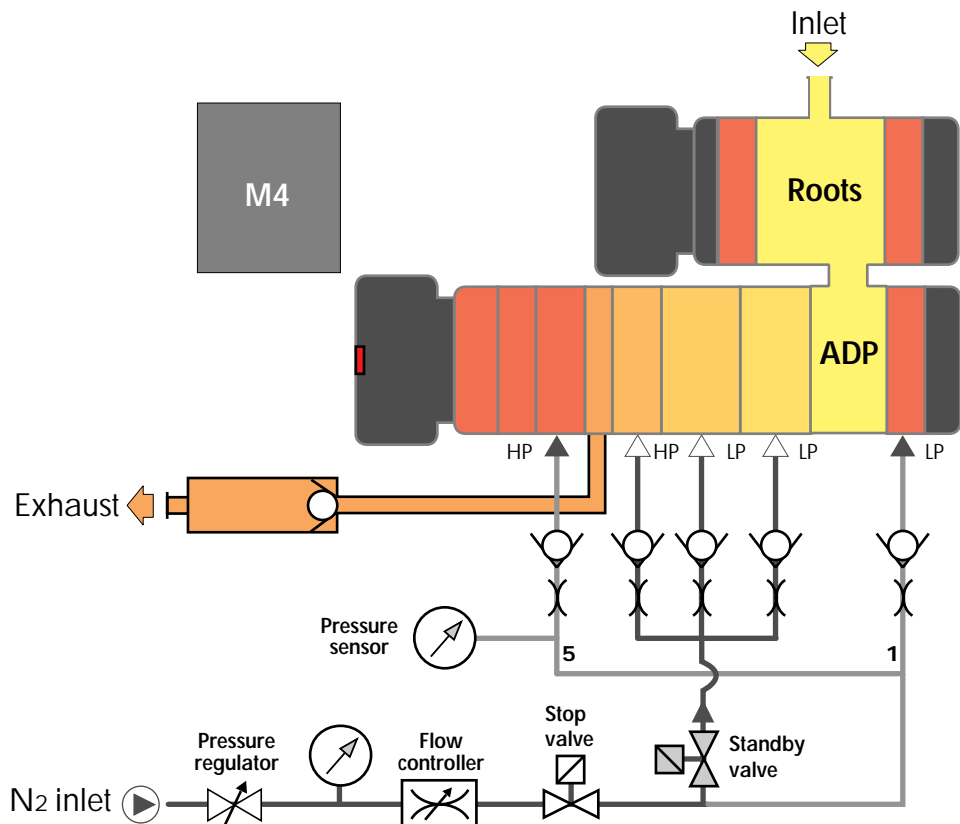 Inlet
M4
Roots
ADP
HP
HP
LP
LP
LP
Exhaust
Pressure
sensor
5
1
Stop
valve
Pressure
regulator
Flow
controller
Standby
valve
N2 inlet